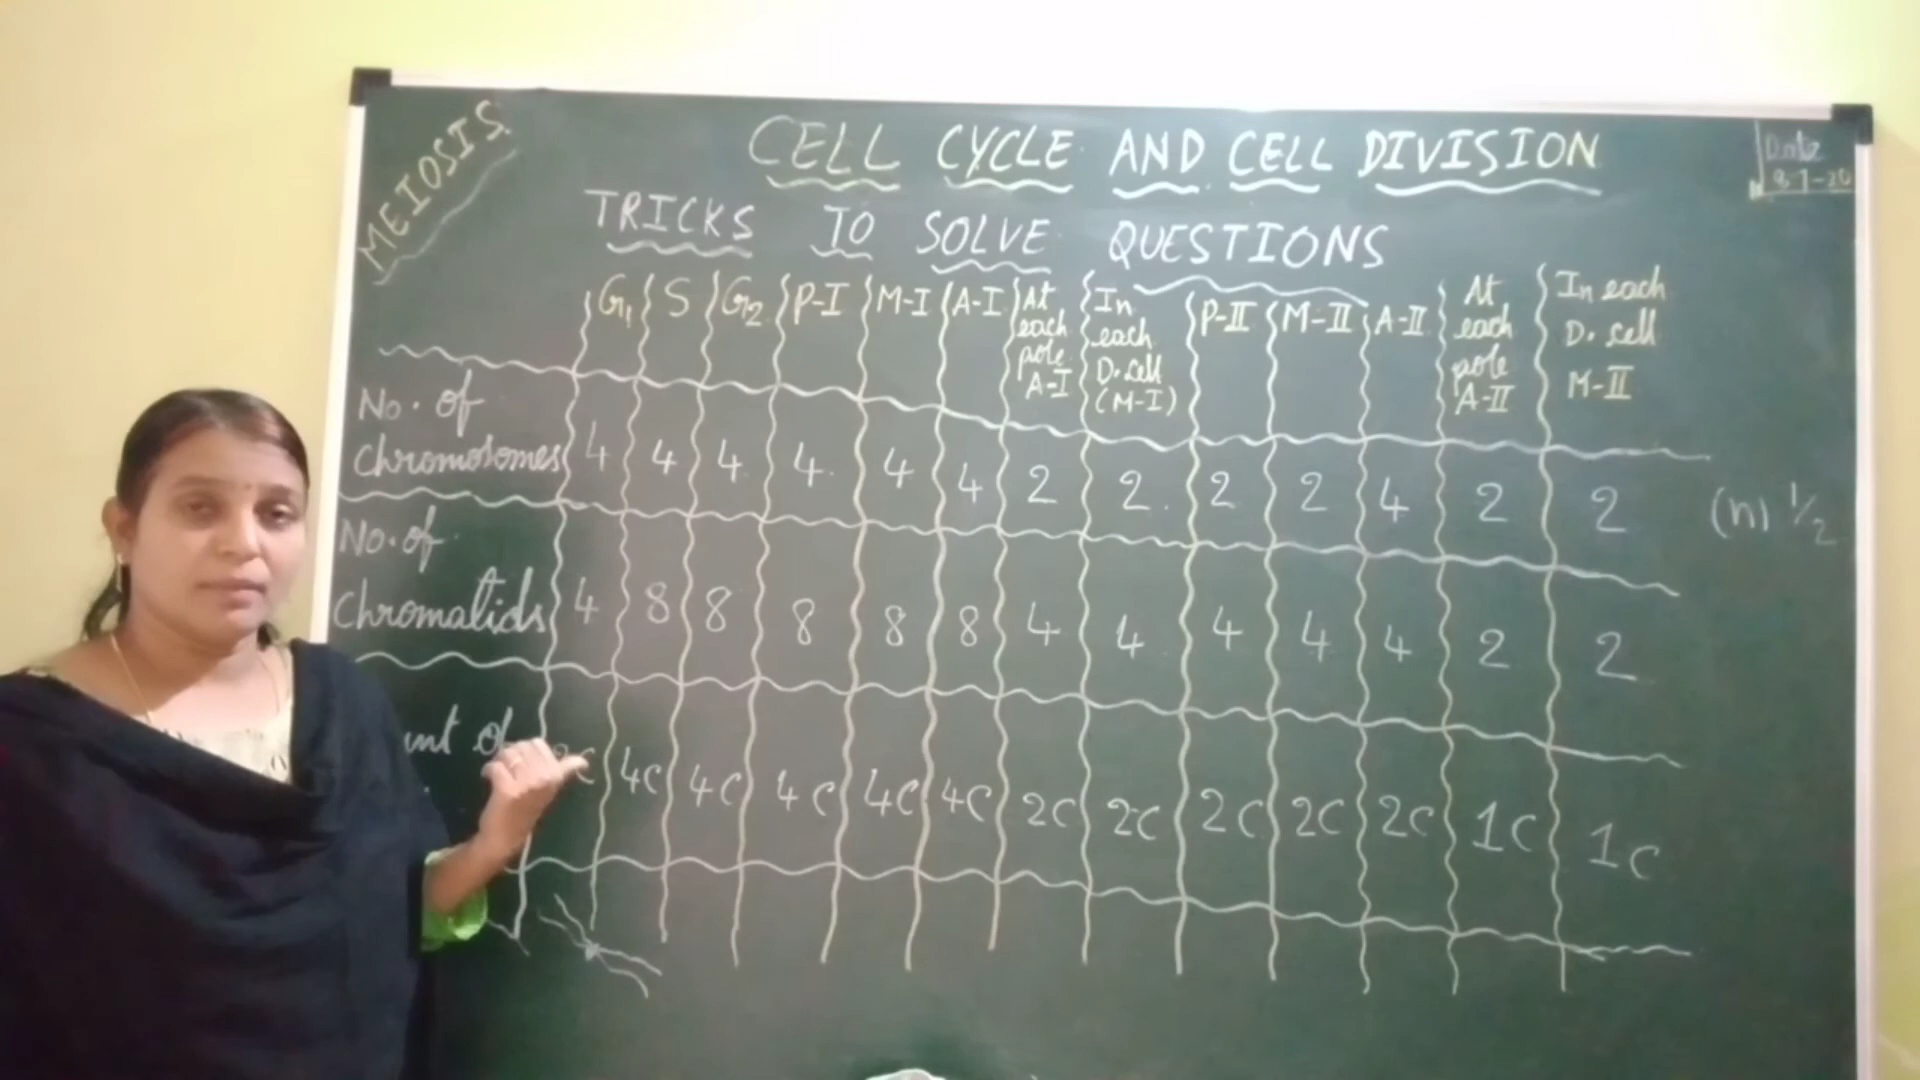 MEIOSIS
CELL CYCLE AND CELL DIVISION
Date
TRICKS TO SOLVE QUESTIONS
G1 S G2 P-I M-I A-I At each pole A-I In each D.cell (M-I) P-II M-II A-II At each pole A-II In each D. cell M-II
No. of
chromosomes 4 4 4 4 4 4 2 2 2 2 4 2 2 (n) 1/2
No. of
chromatids 4 8 8 8 8 8 4 4 4 4 4 2 2
of C 4C 4C 4C 4C 4C 2C 2C 2C 2C 2C 1C 1C